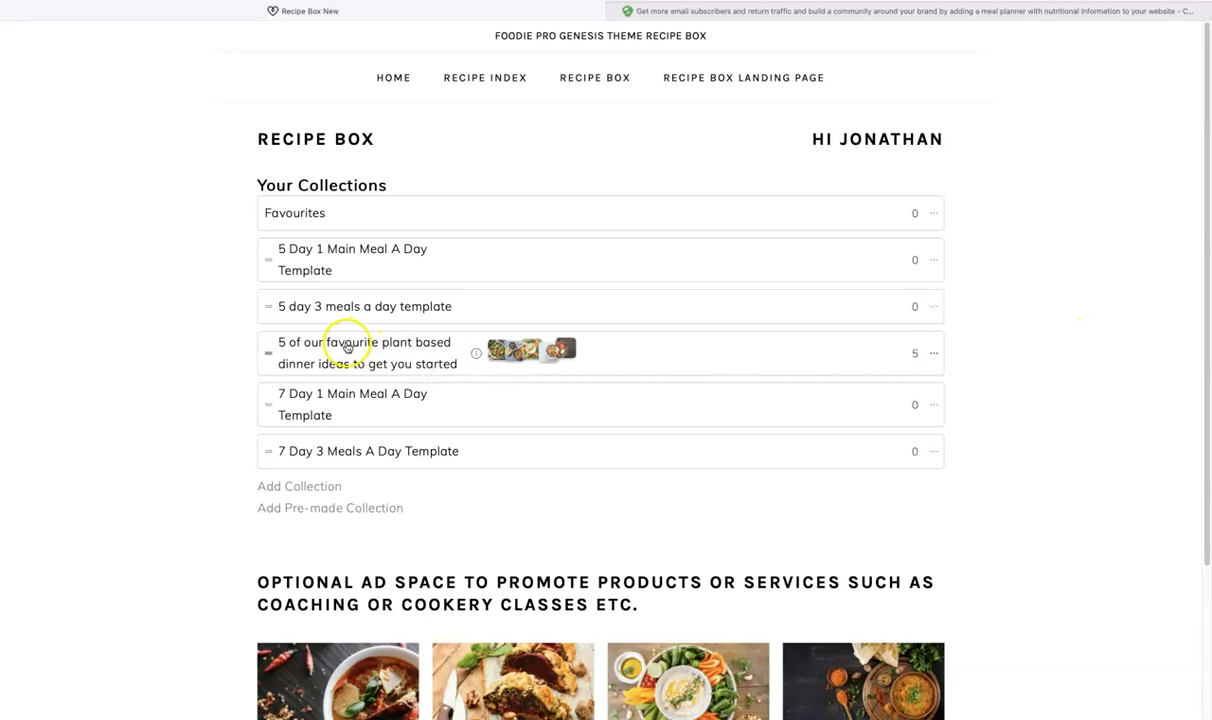 Recipe Box New
Get more email subscribers and return traffic and build a community around your brand by adding a meal planner with nutritional information to your website - C...
FOODIE PRO GENESIS THEME RECIPE BOX
HOME RECIPE INDEX RECIPE BOX RECIPE BOX LANDING PAGE
RECIPE BOX HI JONATHAN
Your Collections
Favourites 0 ...
5 Day 1 Main Meal A Day
Template 0 ...
5 day 3 meals a day template 0 ...
5 of our favourite plant based
dinner ideas to get you started 5 ...
7 Day 1 Main Meal A Day
Template 0 ...
7 Day 3 Meals A Day Template 0 ...
Add Collection
Add Pre-made Collection
OPTIONAL AD SPACE TO PROMOTE PRODUCTS OR SERVICES SUCH AS
COACHING OR COOKERY CLASSES ETC.